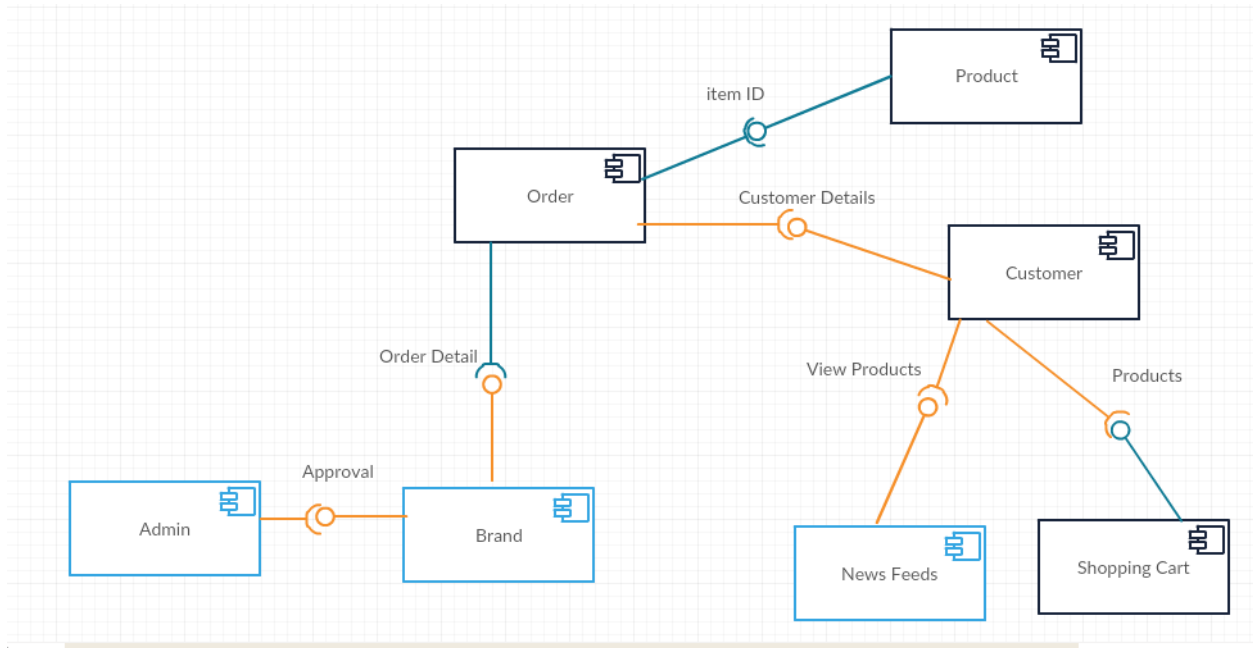 Product
item ID
Order
Customer Details
Customer
Order Detail
View Products
Products
Approval
Admin
Brand
News Feeds
Shopping Cart